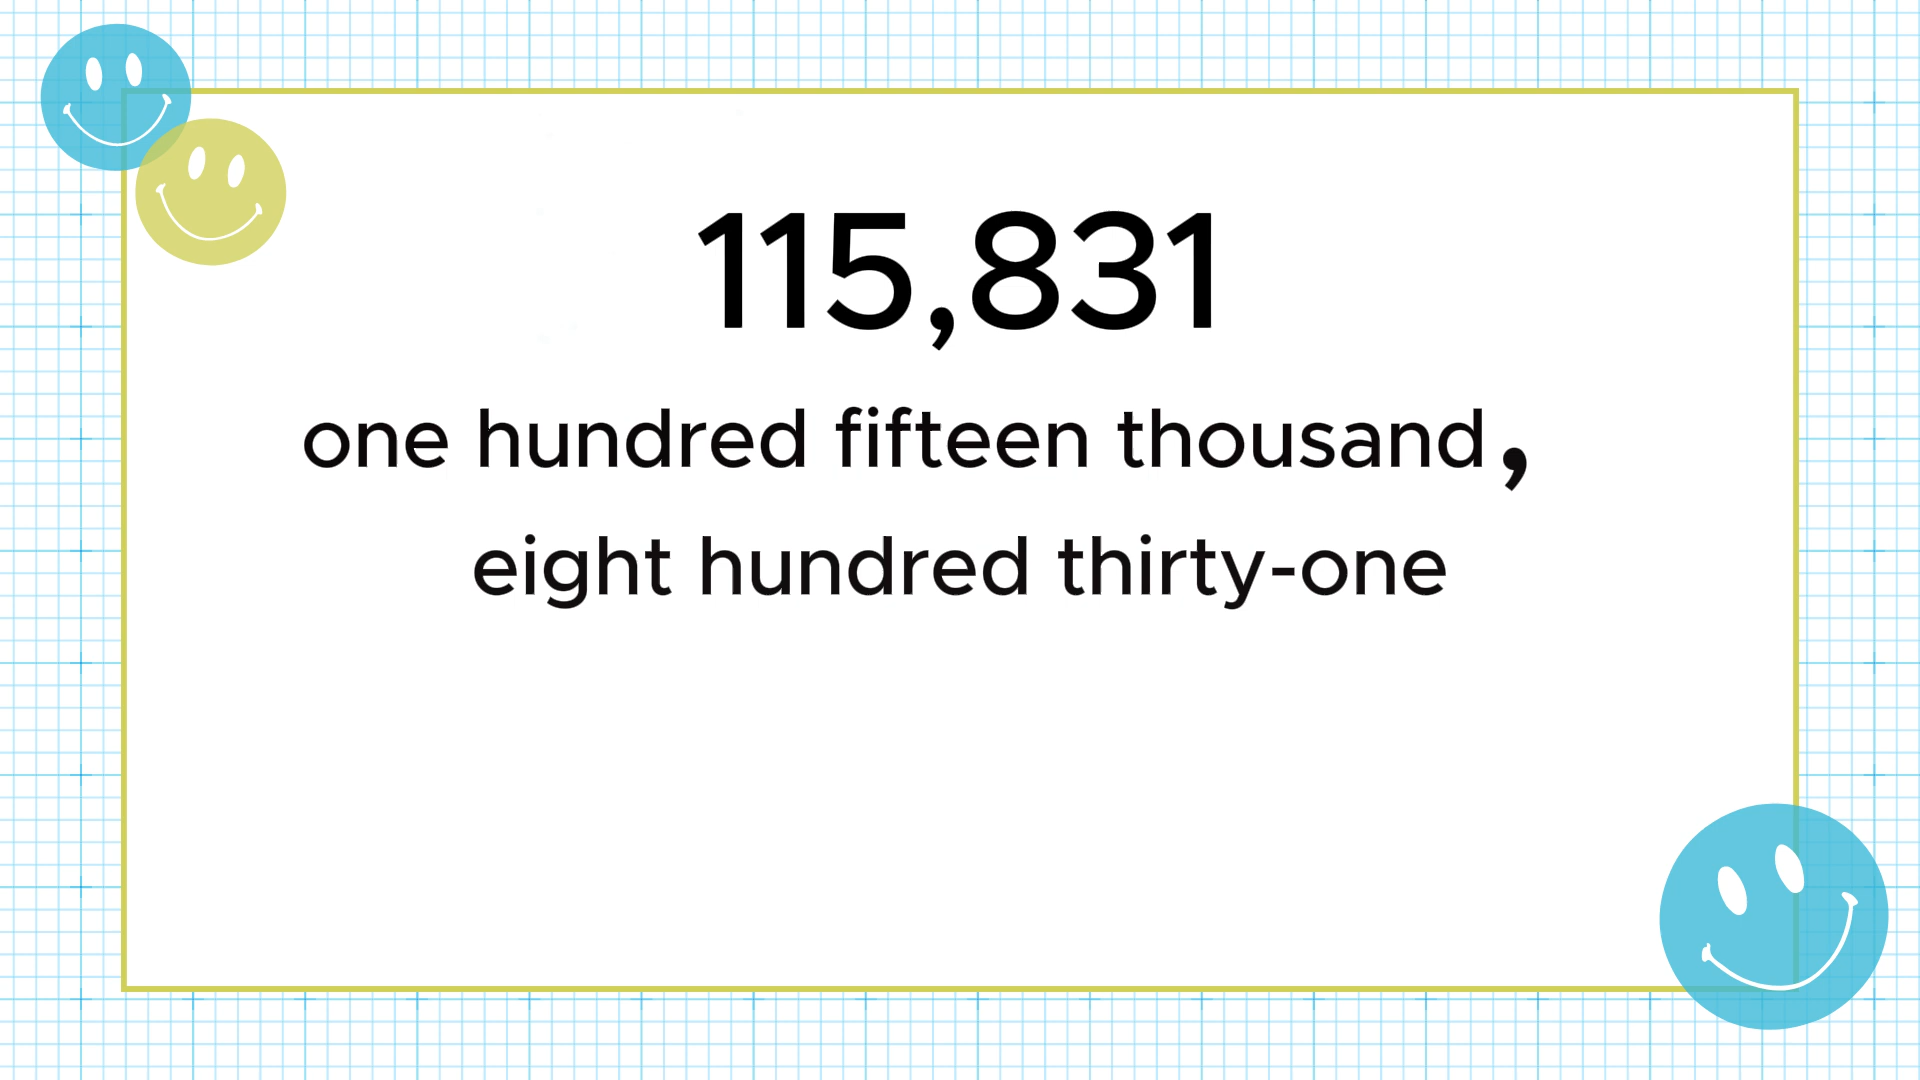 115,831
one hundred fifteen thousand,
eight hundred thirty-one